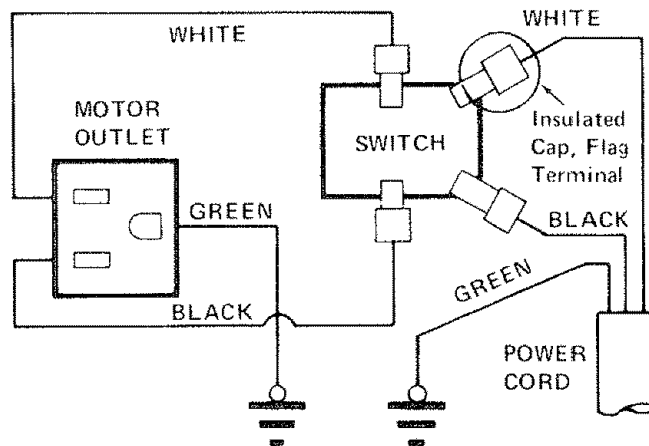 WHITE
WHITE
MOTOR
OUTLET
SWITCH
Insulated
Cap, Flag
Terminal
GREEN
BLACK
GREEN
BLACK
POWER
CORD